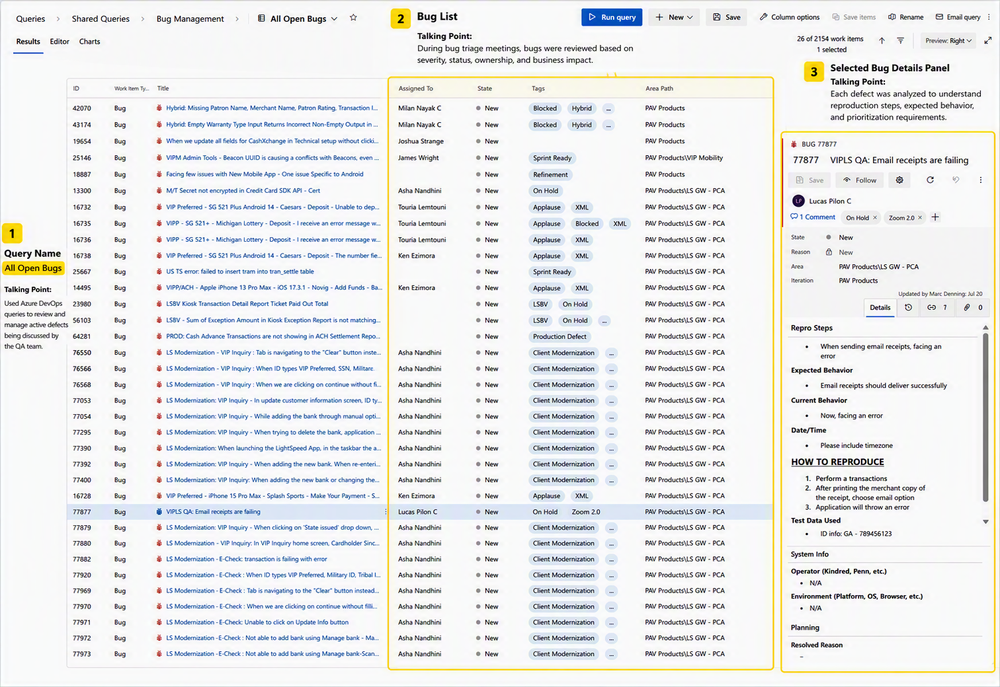 Queries > Shared Queries > Bug Management > All Open Bugs
Results Editor Charts
2 Bug List
Talking Point:
During bug triage meetings, bugs were reviewed based on
severity, status, ownership, and business impact.
Run query + New Save Column options Save items Rename Email query
26 of 2154 work items
1 selected
Preview: Right
3 Selected Bug Details Panel
Talking Point:
Each defect was analyzed to understand
reproduction steps, expected behavior,
and prioritization requirements.
1
Query Name
All Open Bugs
Talking Point:
Used Azure DevOps
queries to review and
manage active defects
being discussed by
the QA team.
ID Work Item Ty... Title Assigned To State Tags Area Path
42070 Bug Hybrid: Missing Patron Name, Merchant Name, Patron Rating, Transaction I... Milan Nayak C New Blocked Hybrid ... PAV Products
43174 Bug Hybrid: Empty Warranty Type Input Returns Incorrect Non-Empty Output in ... Milan Nayak C New Blocked Hybrid ... PAV Products
19654 Bug When we update all fields for CashXchange in Technical setup without clicki... Joshua Strange New PAV Products
25146 Bug VIPM Admin Tools - Beacon UUID is causing a conflicts with Beacons, even ... James Wright New Sprint Ready PAV Products\VIP Mobility
18887 Bug Facing few issues with New Mobile App - One issue Specific to Android New Refinement PAV Products
13300 Bug M/T Secret not encrypted in Credit Card SDK API - Cert Asha Nandhini New On Hold PAV Products\LS GW - PCA
16732 Bug VIP Preferred - SG 521 Plus Android 14 - Caesars - Deposit - Unable to dep... Touria Lemtouni New Applause XML PAV Products\LS GW - PCA
16735 Bug VIPP - SG 521+ - Michigan Lottery - Deposit - I receive an error message w... Touria Lemtouni New Applause Blocked XML PAV Products\LS GW - PCA
16736 Bug VIPP - SG 521+ - Michigan Lottery - Deposit - I receive an error message w... Touria Lemtouni New Applause XML PAV Products\LS GW - PCA
16738 Bug VIP Preferred - SG 521 Plus Android 14 - Caesars - Deposit - The number fie... Ken Ezimora New Applause XML PAV Products\LS GW - PCA
25667 Bug US TS error: failed to insert tram into tran_settle table New Sprint Ready PAV Products\LS GW - PCA
14495 Bug VIPP/ACH - Apple iPhone 13 Pro Max - iOS 17.3.1 - Novig - Add Funds - Ba... Ken Ezimora New Applause XML PAV Products\LS GW - PCA
23980 Bug LSBV Kiosk Transaction Detail Report Ticket Paid Out Total New LSBV On Hold PAV Products\LS GW - PCA
56103 Bug LSBV - Sum of Exception Amount in Kiosk Exception Report is not matching... New LSBV On Hold ... PAV Products\LS GW - PCA
64281 Bug PROD: Cash Advance Transactions are not showing in ACH Settlement Repo... New Production Defect PAV Products\LS GW - PCA
76550 Bug LS Modernization - VIP Inquiry : Tab is navigating to the "Clear" button inste... Asha Nandhini New Client Modernization ... PAV Products\LS GW - PCA
76566 Bug LS Modernization - VIP Inquiry : When ID types VIP Preferred, SSN, Militare. Asha Nandhini New Client Modernization ... PAV Products\LS GW - PCA
76568 Bug LS Modernization - VIP Inquiry : When we are clicking on continue without fi... Asha Nandhini New Client Modernization ... PAV Products\LS GW - PCA
77053 Bug LS Modernization: VIP Inquiry - In update customer information screen, ID ty... Asha Nandhini New Client Modernization ... PAV Products\LS GW - PCA
77054 Bug LS Modernization: VIP Inquiry - While adding the bank through manual opti... Asha Nandhini New Client Modernization ... PAV Products\LS GW - PCA
77295 Bug LS Modernization: VIP Inquiry - When trying to delete the bank, application ... Asha Nandhini New Client Modernization ... PAV Products\LS GW - PCA
77390 Bug LS Modernization: VIP Inquiry - When launching the LightSpeed App, in the taskbar the a... Asha Nandhini New Client Modernization ... PAV Products\LS GW - PCA
77392 Bug LS Modernization: VIP Inquiry - When adding the new bank. When re-enteri... Asha Nandhini New Client Modernization ... PAV Products\LS GW - PCA
77400 Bug LS Modernization: VIP Inquiry: When adding the new bank or changing the... Asha Nandhini New Client Modernization ... PAV Products\LS GW - PCA
16728 Bug VIP Preferred - iPhone 15 Pro Max - Splash Sports - Make Your Payment - S... Ken Ezimora New Applause XML PAV Products\LS GW - PCA
77877 Bug VIPLS QA: Email receipts are failing Lucas Pilon C New On Hold Zoom 2.0 PAV Products\LS GW - PCA
77879 Bug LS Modernization: VIP Inquiry - When clicking on 'State issued' drop down, ... Asha Nandhini New Client Modernization ... PAV Products\LS GW - PCA
77880 Bug LS Modernization - VIP Inquiry: In VIP Inquiry home screen, Cardholder Sinc... Asha Nandhini New Client Modernization ... PAV Products\LS GW - PCA
77882 Bug LS Modernization - E-Check: transaction is failing with error Asha Nandhini New Client Modernization ... PAV Products\LS GW - PCA
77920 Bug LS Modernization - E-Check : When ID types VIP Preferred, Military ID, Tribal I... Asha Nandhini New Client Modernization ... PAV Products\LS GW - PCA
77969 Bug LS Modernization - E-Check : Tab is navigating to the "Clear" button instead... Asha Nandhini New Client Modernization ... PAV Products\LS GW - PCA
77970 Bug LS Modernization - E-Check : When we are clicking on continue without filli... Asha Nandhini New Client Modernization ... PAV Products\LS GW - PCA
77971 Bug LS Modernization -E-Check: Unable to click on Update Info button Asha Nandhini New Client Modernization ... PAV Products\LS GW - PCA
77972 Bug LS Modernization -E-Check : Not able to add bank using Manage bank - Ma... Asha Nandhini New Client Modernization ... PAV Products\LS GW - PCA
77973 Bug LS Modernization -E-Check : Not able to add bank using Manage bank-Scan... Asha Nandhini New Client Modernization ... PAV Products\LS GW - PCA
BUG 77877
77877 VIPLS QA: Email receipts are failing
Save Follow
LP Lucas Pilon C
1 Comment On Hold × Zoom 2.0 × +
State New
Reason New
Area PAV Products\LS GW - PCA
Iteration PAV Products
Updated by Marc Denning: Jul 20
Details 7 0
Repro Steps
• When sending email receipts, facing an
error
Expected Behavior
• Email receipts should deliver successfully
Current Behavior
• Now, facing an error
Date/Time
• Please include timezone
HOW TO REPRODUCE
1. Perform a transactions
2. After printing the merchant copy of
the receipt, choose email option
3. Application will throw an error
Test Data Used
• ID info: GA - 789456123
System Info
Operator (Kindred, Penn, etc.)
• N/A
Environment (Platform, OS, Browser, etc.)
• N/A
Planning
Resolved Reason
–